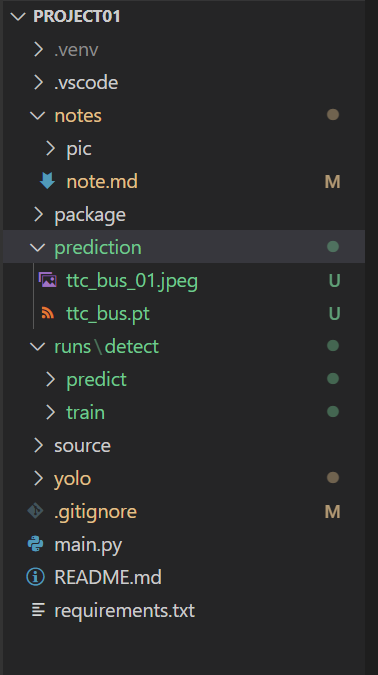 PROJECT01
.venv
.vscode
notes
pic
note.md M
package
prediction
ttc_bus_01.jpeg U
ttc_bus.pt U
runs\detect
predict
train
source
yolo
.gitignore M
main.py
README.md
requirements.txt